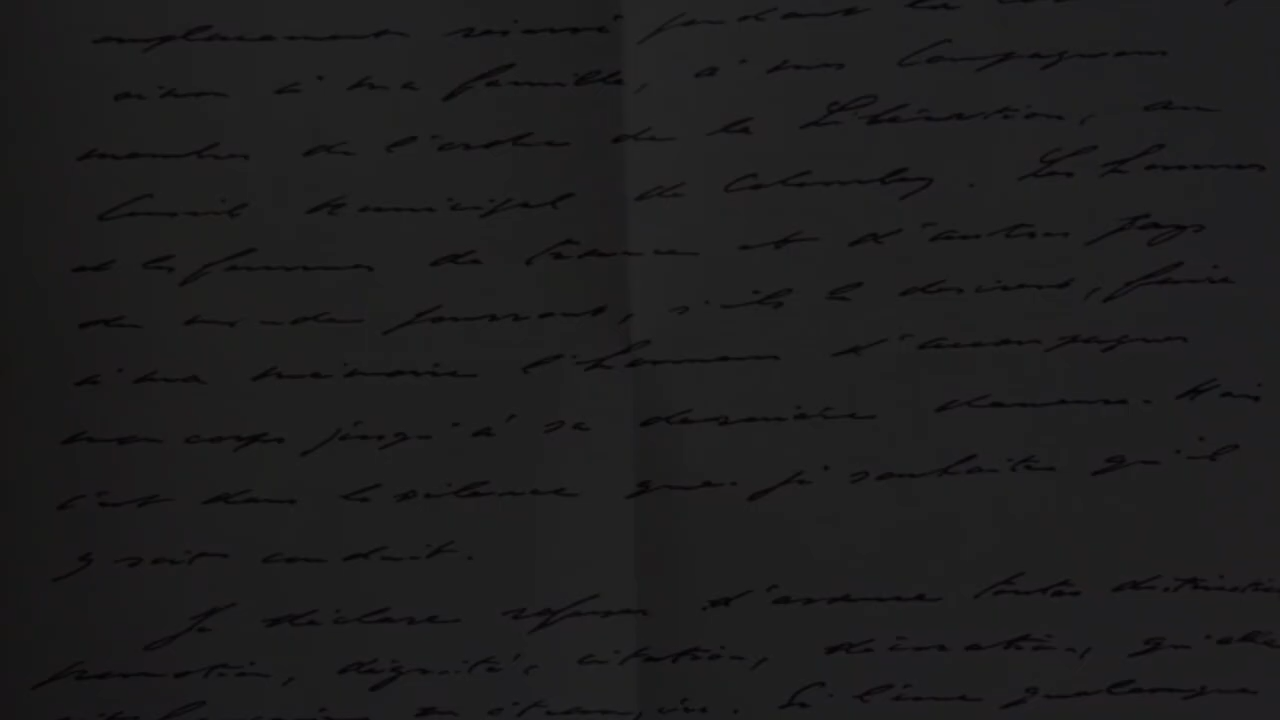 emplacement réservé pendant la
sinon à ma famille, à mes Compagnons
membres de l'ordre de la Libération, au
Conseil municipal de Colombey. Les hommes
et les femmes de France et d'autres pays
du monde pourront, s'ils le désirent, faire
à ma mémoire l'honneur d'accompagner
mon corps jusqu'à sa dernière demeure. Mais
c'est dans le silence que je souhaite qu'il
y soit conduit.
Je déclare refuser d'avance toute distinction
promotion, dignité, citation, décoration, qu'elle
ou étrangère. Si l'une quelconque